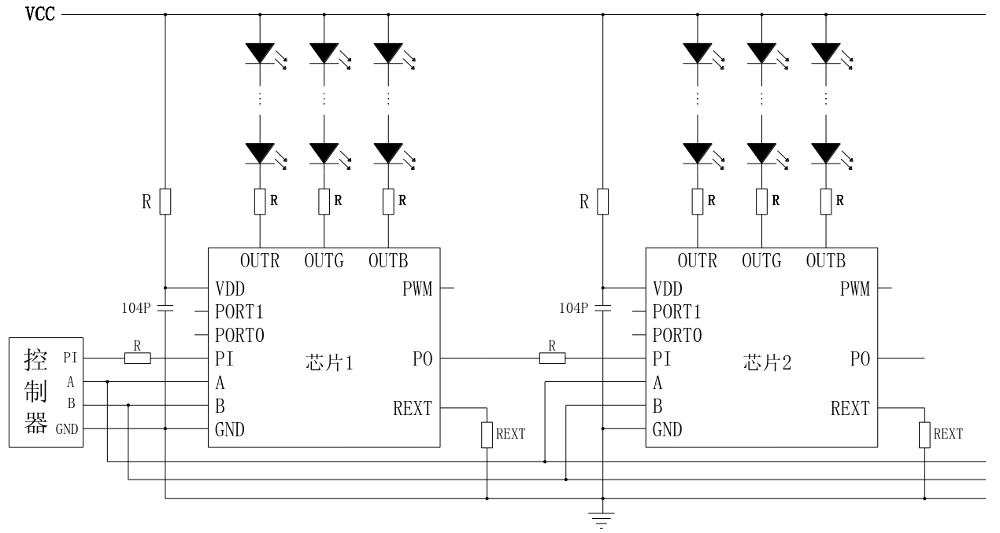 VCC
R R R R R R R R
OUTR OUTG OUTB OUTR OUTG OUTB
VDD PWM VDD PWM
104P PORT1 104P PORT1
PORT0 PORT0
控制器 PI R PI 芯片1 PO R PI 芯片2 PO
A A A
B B REXT B REXT
GND GND REXT GND REXT